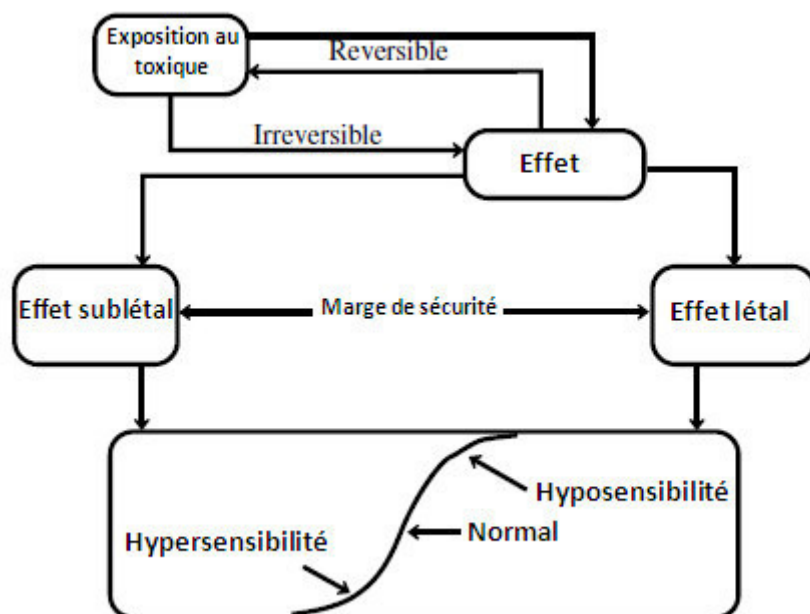 Exposition au
toxique
Reversible
Irreversible
Effet
Effet sublétal
Marge de sécurité
Effet létal
Hyposensibilité
Normal
Hypersensibilité